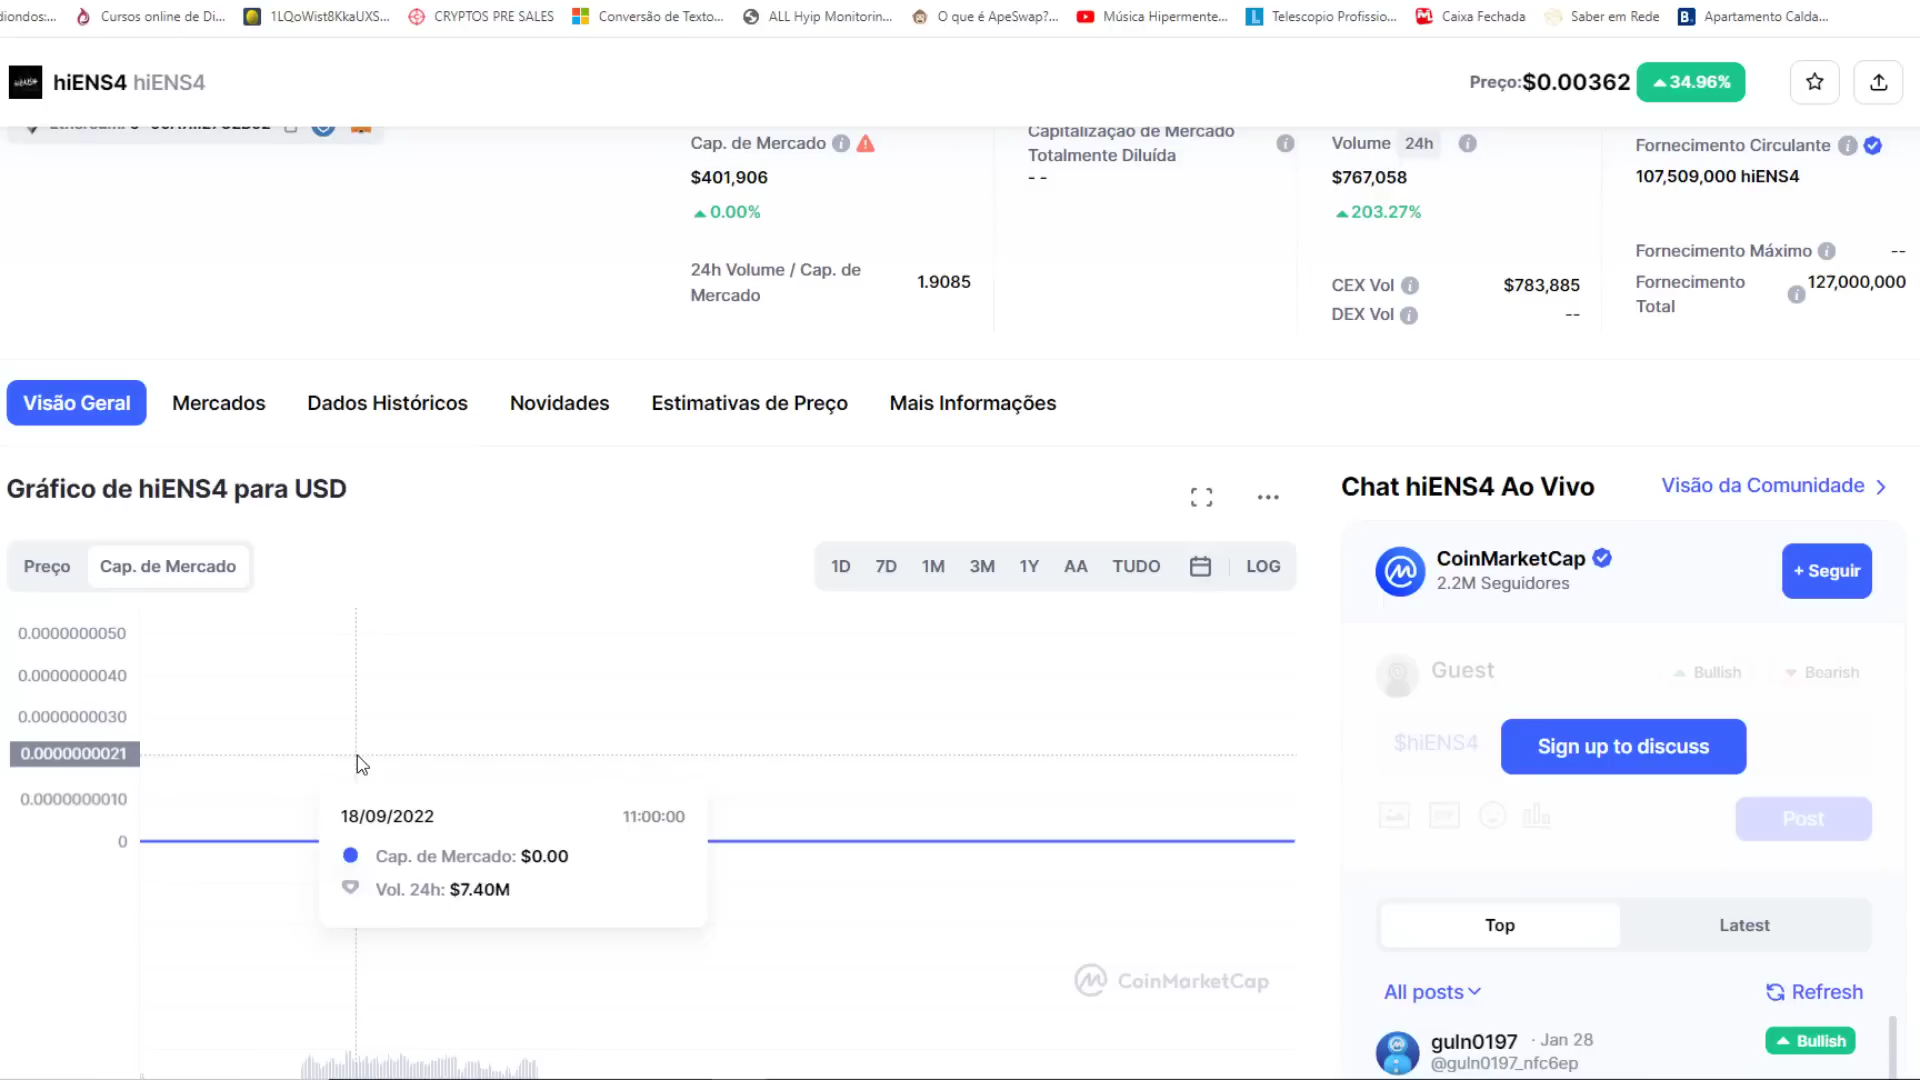 diondos:...
Cursos online de Di...
1LQoWist8KkaUXS...
CRYPTOS PRE SALES
Conversão de Texto...
ALL Hyip Monitorin...
O que é ApeSwap?...
Música Hipermente...
Telescopio Profissio...
Caixa Fechada
Saber em Rede
Apartamento Calda...
hiENS4 hiENS4
Preço:$0.00362
34.96%
Cap. de Mercado
$401,906
0.00%
24h Volume / Cap. de
Mercado
1.9085
Capitalização de Mercado
Totalmente Diluída
- -
Volume 24h
$767,058
203.27%
CEX Vol
$783,885
DEX Vol
--
Fornecimento Circulante
107,509,000 hiENS4
Fornecimento Máximo
--
Fornecimento
Total
127,000,000
Visão Geral
Mercados
Dados Históricos
Novidades
Estimativas de Preço
Mais Informações
Gráfico de hiENS4 para USD
Preço
Cap. de Mercado
1D
7D
1M
3M
1Y
AA
TUDO
LOG
0.0000000050
0.0000000040
0.0000000030
0.0000000021
0.0000000010
0
18/09/2022
11:00:00
Cap. de Mercado: $0.00
Vol. 24h: $7.40M
CoinMarketCap
Chat hiENS4 Ao Vivo
Visão da Comunidade
CoinMarketCap
2.2M Seguidores
+ Seguir
Guest
Bullish
Bearish
$hiENS4
Sign up to discuss
Post
Top
Latest
All posts
Refresh
guln0197 · Jan 28
@guln0197_nfc6ep
Bullish